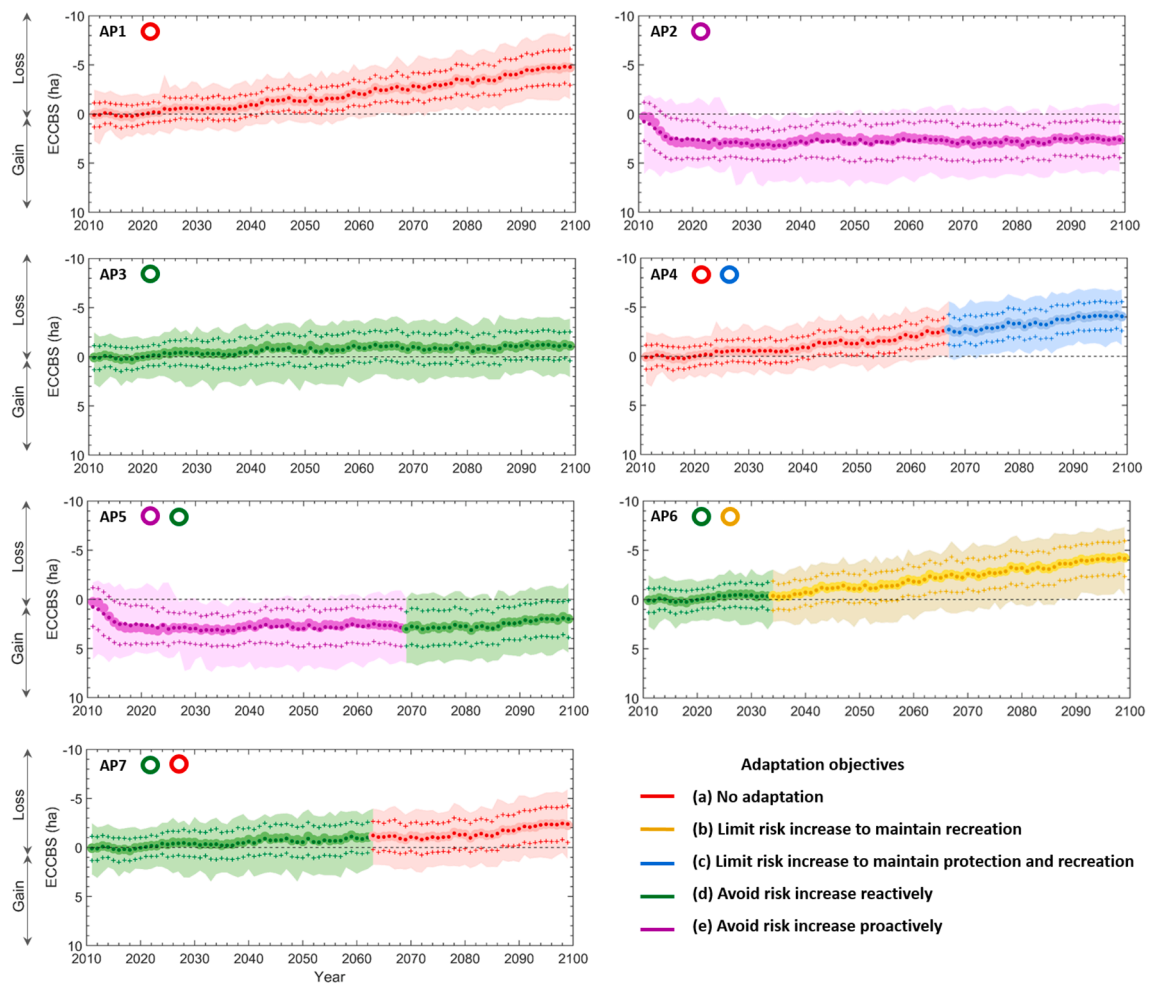 AP1
Loss
Gain
ECCBS (ha)
-10
-5
0
5
10
2010 2020 2030 2040 2050 2060 2070 2080 2090 2100
AP2
-10
-5
0
5
10
2010 2020 2030 2040 2050 2060 2070 2080 2090 2100
AP3
Loss
Gain
ECCBS (ha)
-10
-5
0
5
10
2010 2020 2030 2040 2050 2060 2070 2080 2090 2100
AP4
-10
-5
0
5
10
2010 2020 2030 2040 2050 2060 2070 2080 2090 2100
AP5
Loss
Gain
ECCBS (ha)
-10
-5
0
5
10
2010 2020 2030 2040 2050 2060 2070 2080 2090 2100
AP6
-10
-5
0
5
10
2010 2020 2030 2040 2050 2060 2070 2080 2090 2100
AP7
Loss
Gain
ECCBS (ha)
-10
-5
0
5
10
2010 2020 2030 2040 2050 2060 2070 2080 2090 2100
Year
Adaptation objectives
(a) No adaptation
(b) Limit risk increase to maintain recreation
(c) Limit risk increase to maintain protection and recreation
(d) Avoid risk increase reactively
(e) Avoid risk increase proactively